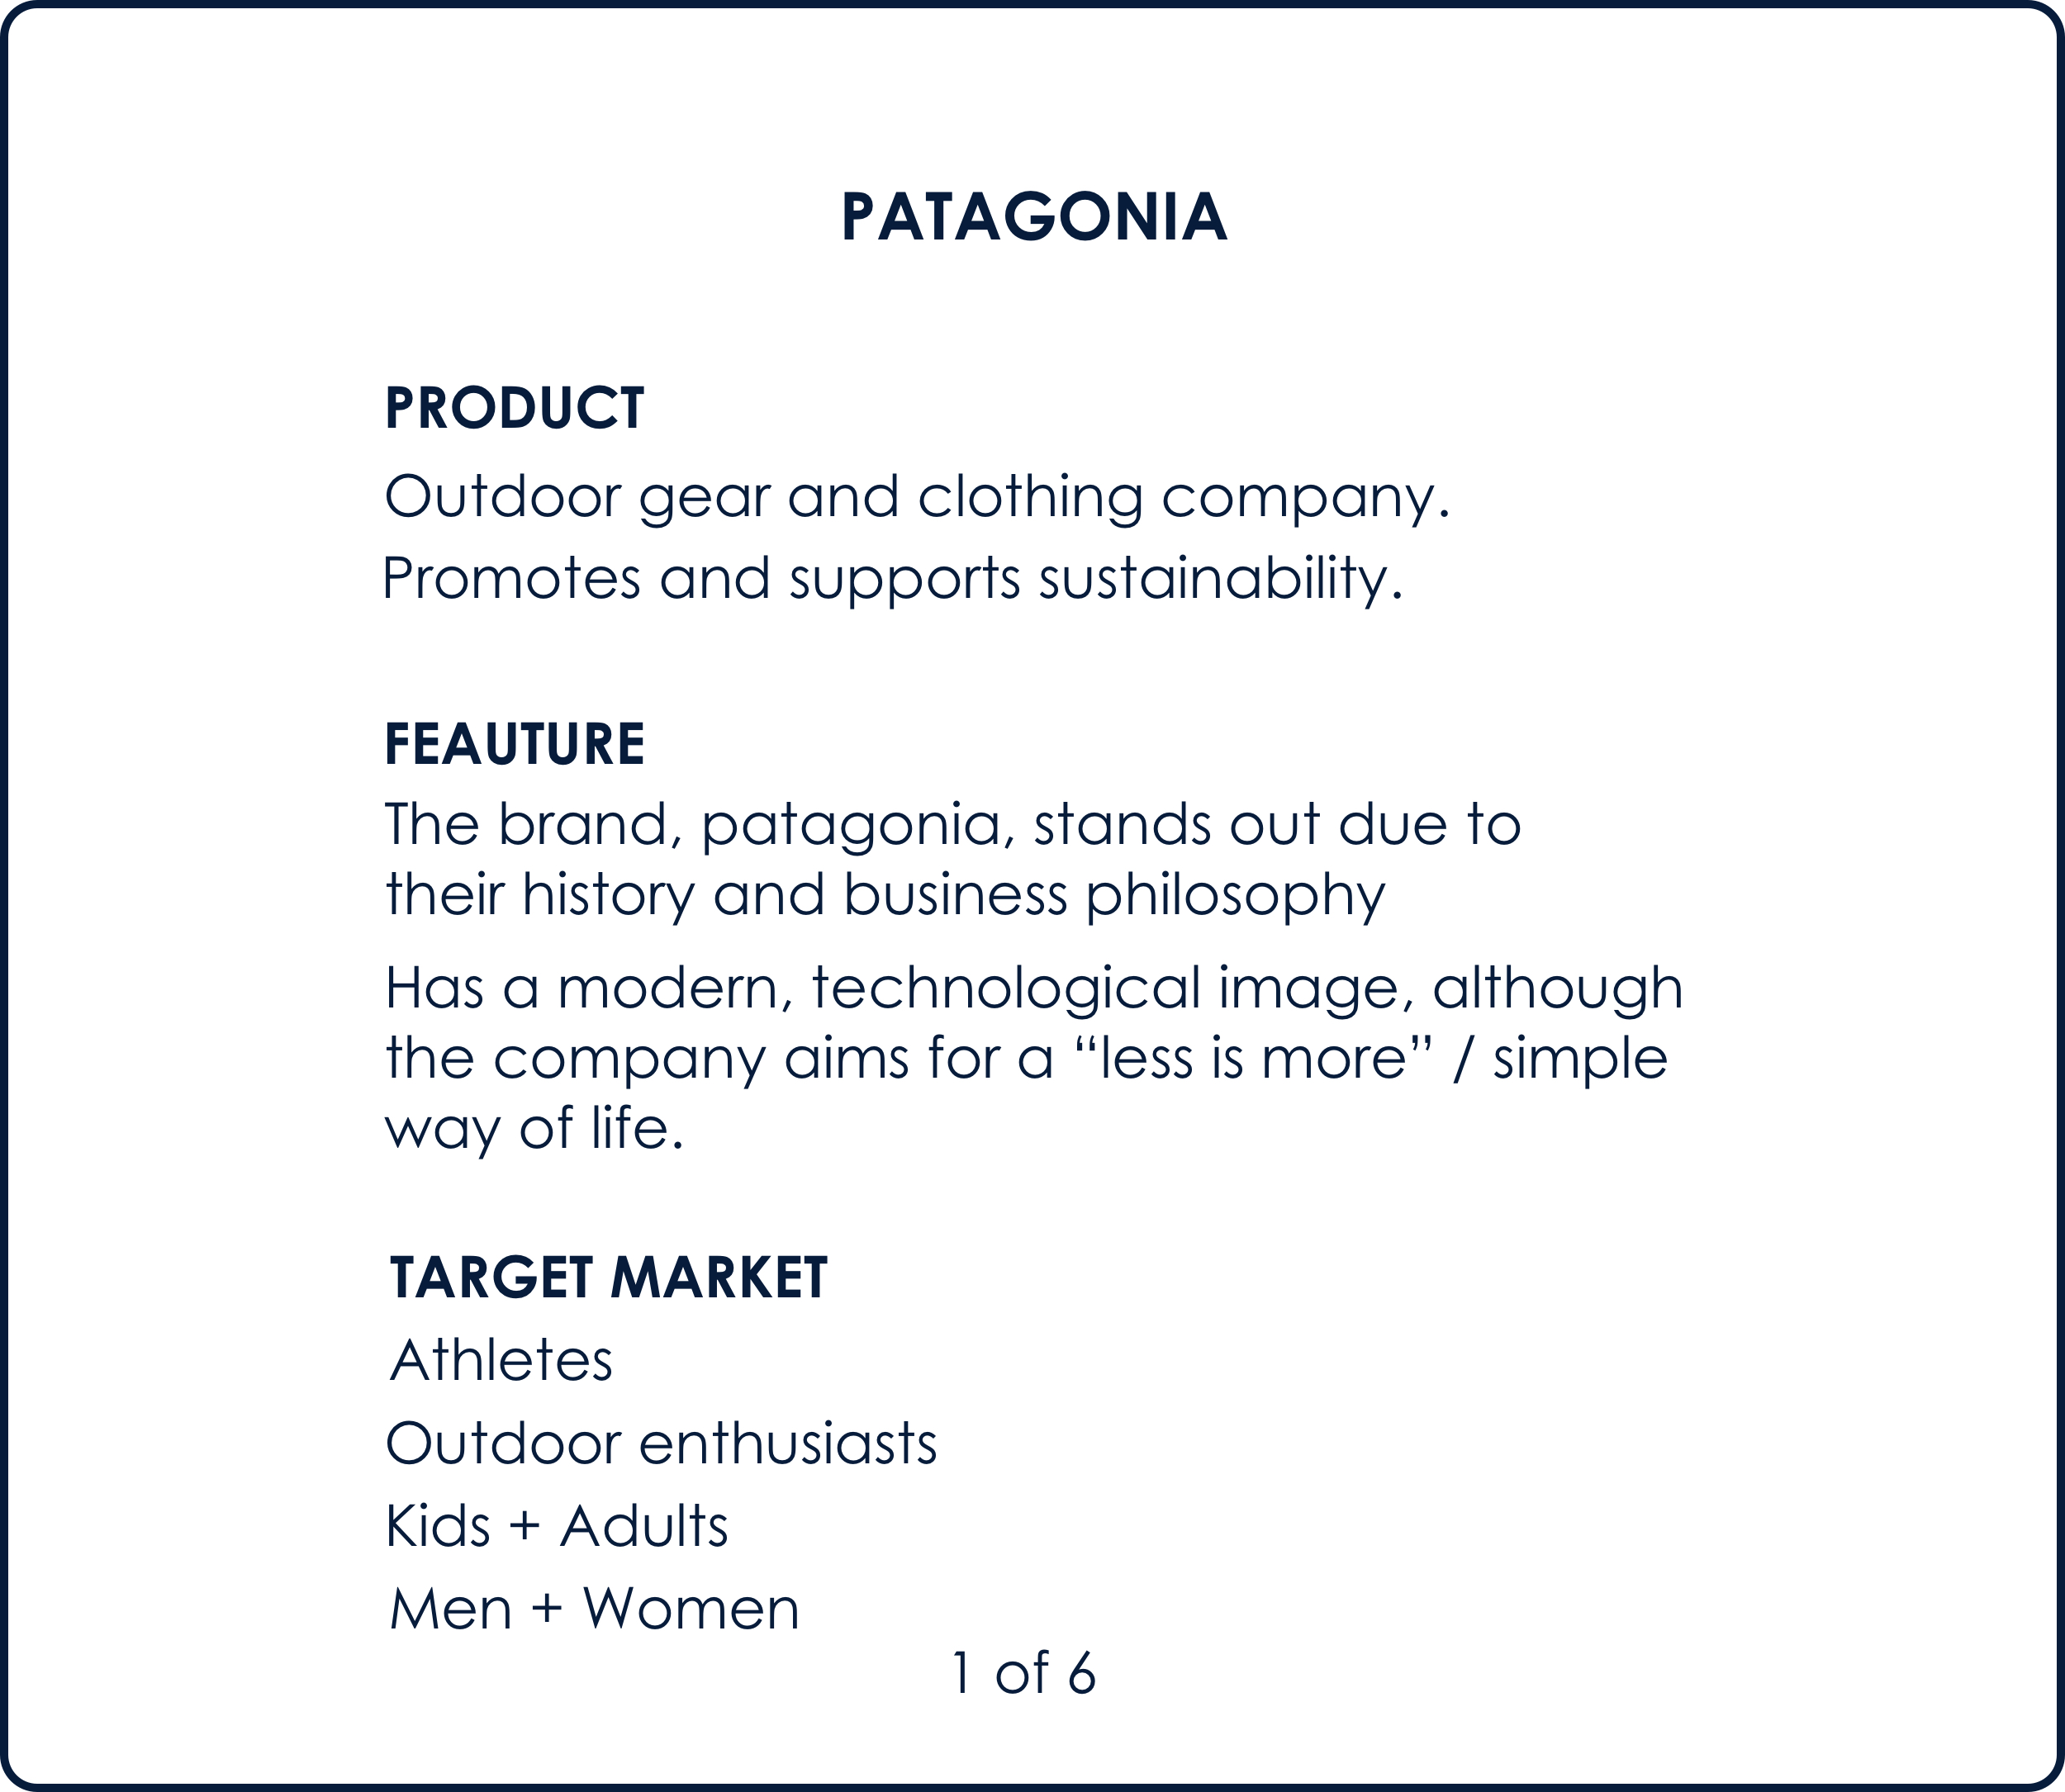 PATAGONIA
PRODUCT
Outdoor gear and clothing company.
Promotes and supports sustainability.
FEAUTURE
The brand, patagonia, stands out due to
their history and business philosophy
Has a modern, technological image, although
the company aims for a “less is more” / simple
way of life.
TARGET MARKET
Athletes
Outdoor enthusiasts
Kids + Adults
Men + Women
1 of 6